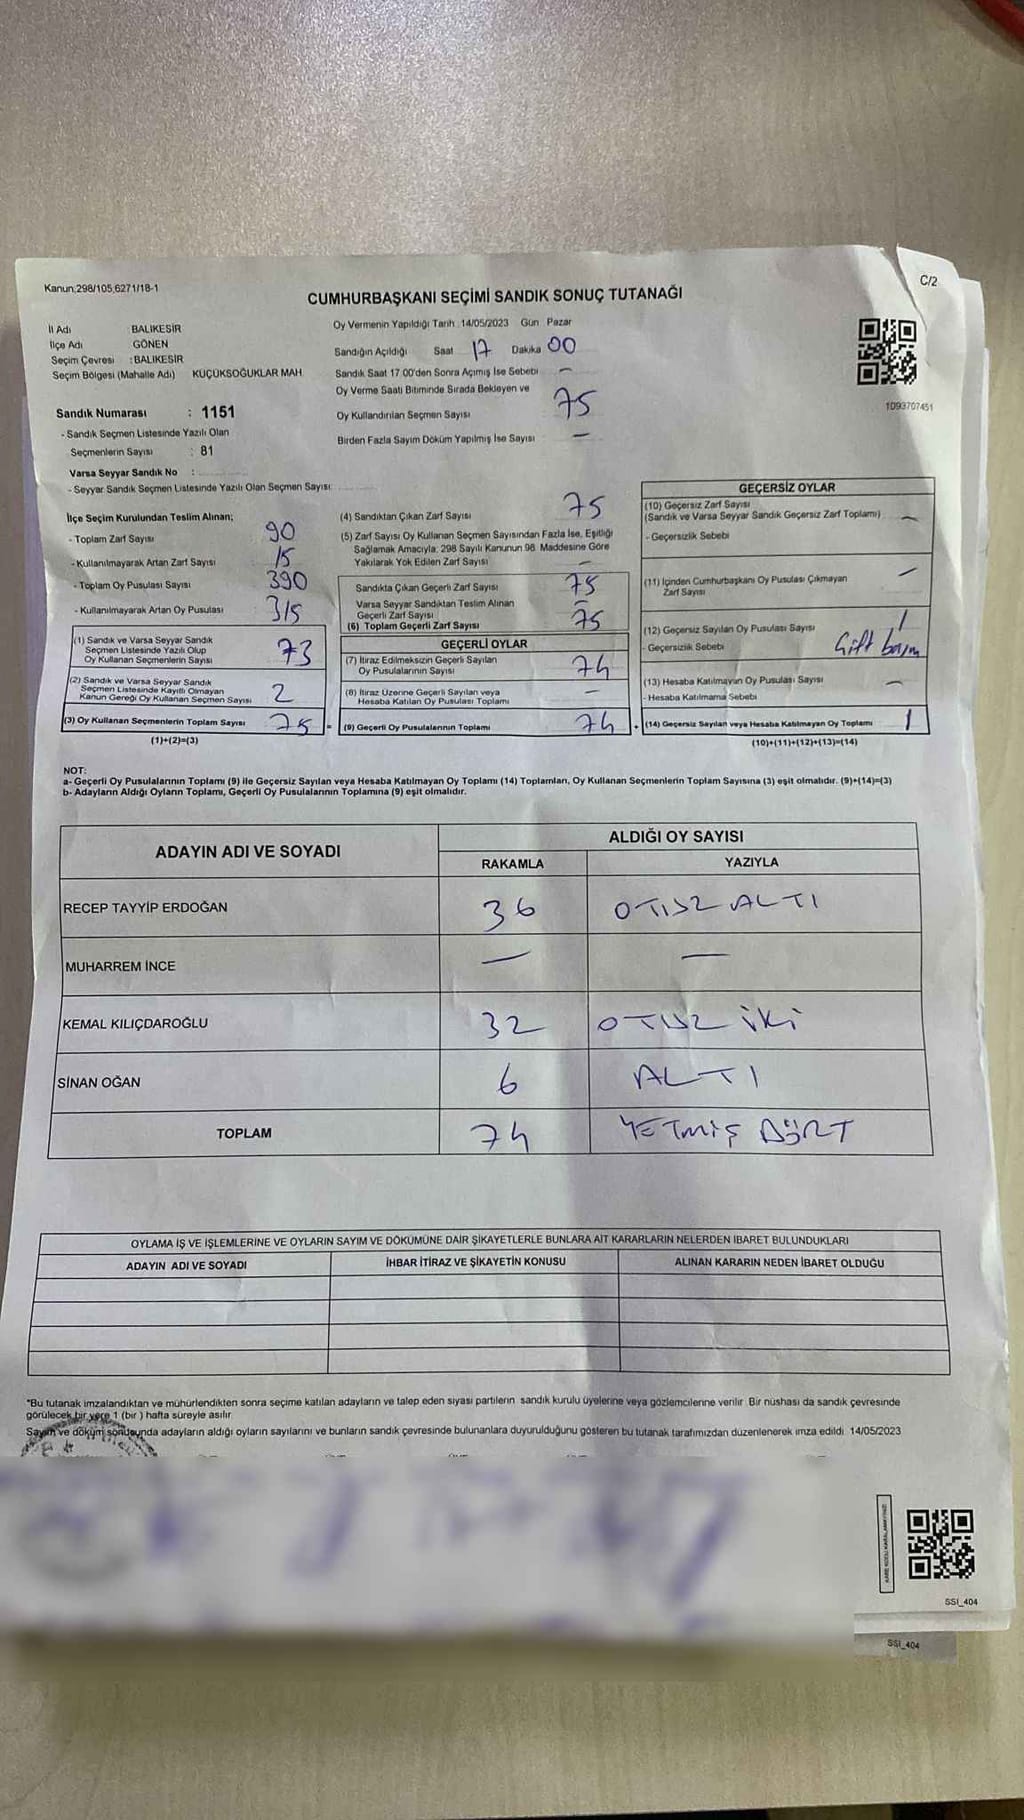 Kanun;298/105,6271/18-1
C/2
CUMHURBAŞKANI SEÇİMİ SANDIK SONUÇ TUTANAĞI
İl Adı BALIKESİR
İlçe Adı GÖNEN
Seçim Çevresi : BALIKESİR
Seçim Bölgesi (Mahalle Adı) KÜÇÜKSOĞUKLAR MAH.
Sandık Numarası : 1151
- Sandık Seçmen Listesinde Yazılı Olan
Seçmenlerin Sayısı : 81
Varsa Seyyar Sandık No :
- Seyyar Sandık Seçmen Listesinde Yazılı Olan Seçmen Sayısı:
Oy Vermenin Yapıldığı Tarih : 14/05/2023 Gün Pazar
Sandığın Açıldığı Saat 17 Dakika 00
Sandık Saat 17.00'den Sonra Açımış İse Sebebi –
Oy Verme Saati Bitiminde Sırada Bekleyen ve
Oy Kullandırılan Seçmen Sayısı 75
Birden Fazla Sayım Döküm Yapılmış İse Sayısı –
1093707451
İlçe Seçim Kurulundan Teslim Alınan;
- Toplam Zarf Sayısı 90
- Kullanılmayarak Artan Zarf Sayısı 15
- Toplam Oy Pusulası Sayısı 390
- Kullanılmayarak Artan Oy Pusulası 315
(1) Sandık ve Varsa Seyyar Sandık
Seçmen Listesinde Yazılı Olup
Oy Kullanan Seçmenlerin Sayısı 73
(2) Sandık ve Varsa Seyyar Sandık
Seçmen Listesinde Kayıtlı Olmayan
Kanun Gereği Oy Kullanan Seçmen Sayısı 2
(3) Oy Kullanan Seçmenlerin Toplam Sayısı 75 =
(1)+(2)=(3)
(4) Sandıktan Çıkan Zarf Sayısı 75
(5) Zarf Sayısı Oy Kullanan Seçmen Sayısından Fazla İse, Eşitliği
Sağlamak Amacıyla, 298 Sayılı Kanunun 98. Maddesine Göre
Yakılarak Yok Edilen Zarf Sayısı –
Sandıkta Çıkan Geçerli Zarf Sayısı 75
Varsa Seyyar Sandıktan Teslim Alınan
Geçerli Zarf Sayısı –
(6) Toplam Geçerli Zarf Sayısı 75
GEÇERLİ OYLAR
(7) İtiraz Edilmeksizin Geçerli Sayılan
Oy Pusulalarının Sayısı 74
(8) İtiraz Üzerine Geçerli Sayılan veya
Hesaba Katılan Oy Pusulası Toplamı –
(9) Geçerli Oy Pusulalarının Toplamı 74 +
GEÇERSİZ OYLAR
(10) Geçersiz Zarf Sayısı
(Sandık ve Varsa Seyyar Sandık Geçersiz Zarf Toplamı) –
- Geçersizlik Sebebi
(11) İçinden Cumhurbaşkanı Oy Pusulası Çıkmayan
Zarf Sayısı –
(12) Geçersiz Sayılan Oy Pusulası Sayısı 1
- Geçersizlik Sebebi Çift basım
(13) Hesaba Katılmayan Oy Pusulası Sayısı –
- Hesaba Katılmama Sebebi
(14) Geçersiz Sayılan veya Hesaba Katılmayan Oy Toplamı 1
(10)+(11)+(12)+(13)=(14)
NOT:
a- Geçerli Oy Pusulalarının Toplamı (9) ile Geçersiz Sayılan veya Hesaba Katılmayan Oy Toplamı (14) Toplamları, Oy Kullanan Seçmenlerin Toplam Sayısına (3) eşit olmalıdır. (9)+(14)=(3)
b- Adayların Aldığı Oyların Toplamı, Geçerli Oy Pusulalarının Toplamına (9) eşit olmalıdır.
ADAYIN ADI VE SOYADI ALDIĞI OY SAYISI
RAKAMLA YAZIYLA
RECEP TAYYİP ERDOĞAN 36 OTUZ ALTI
MUHARREM İNCE – –
KEMAL KILIÇDAROĞLU 32 OTUZ İKİ
SİNAN OĞAN 6 ALTI
TOPLAM 74 YETMİŞ DÖRT
OYLAMA İŞ VE İŞLEMLERİNE VE OYLARIN SAYIM VE DÖKÜMÜNE DAİR ŞİKAYETLERLE BUNLARA AİT KARARLARIN NELERDEN İBARET BULUNDUKLARI
ADAYIN ADI VE SOYADI İHBAR İTİRAZ VE ŞİKAYETİN KONUSU ALINAN KARARIN NEDEN İBARET OLDUĞU
*Bu tutanak imzalandıktan ve mühürlendikten sonra seçime katılan adayların ve talep eden siyasi partilerin sandık kurulu üyelerine veya gözlemcilerine verilir. Bir nüshası da sandık çevresinde
görülecek bir yere 1 (bir ) hafta süreyle asılır.
Sayım ve döküm sonucunda adayların aldığı oyların sayılarını ve bunların sandık çevresinde bulunanlara duyurulduğunu gösteren bu tutanak tarafımızdan düzenlenerek imza edildi. 14/05/2023
SSI_404
SSI_404